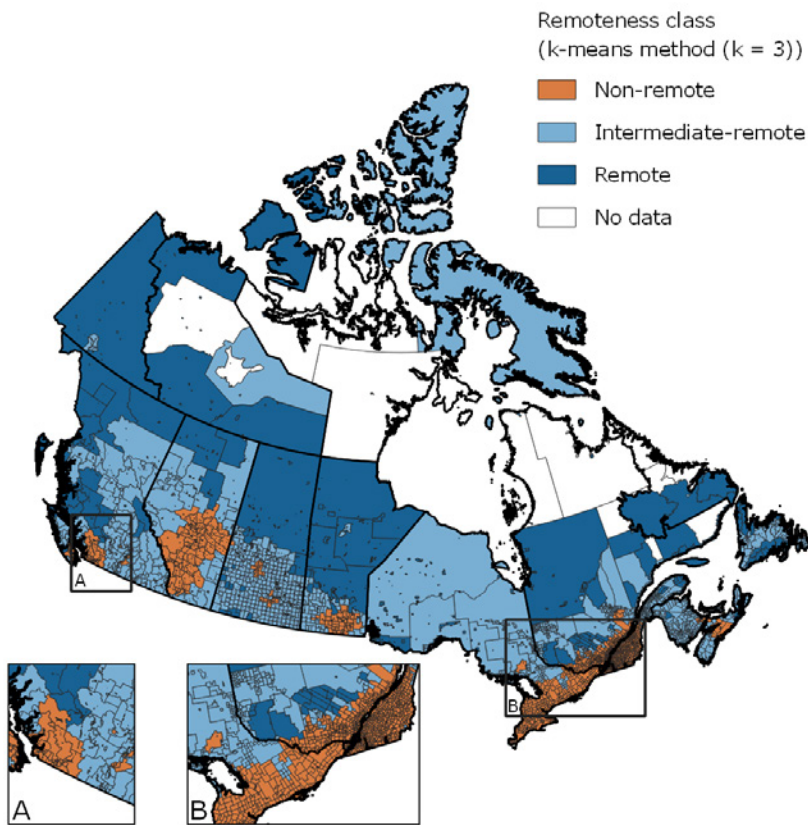 Remoteness class
(k-means method (k = 3))
Non-remote
Intermediate-remote
Remote
No data
A
B
A
B